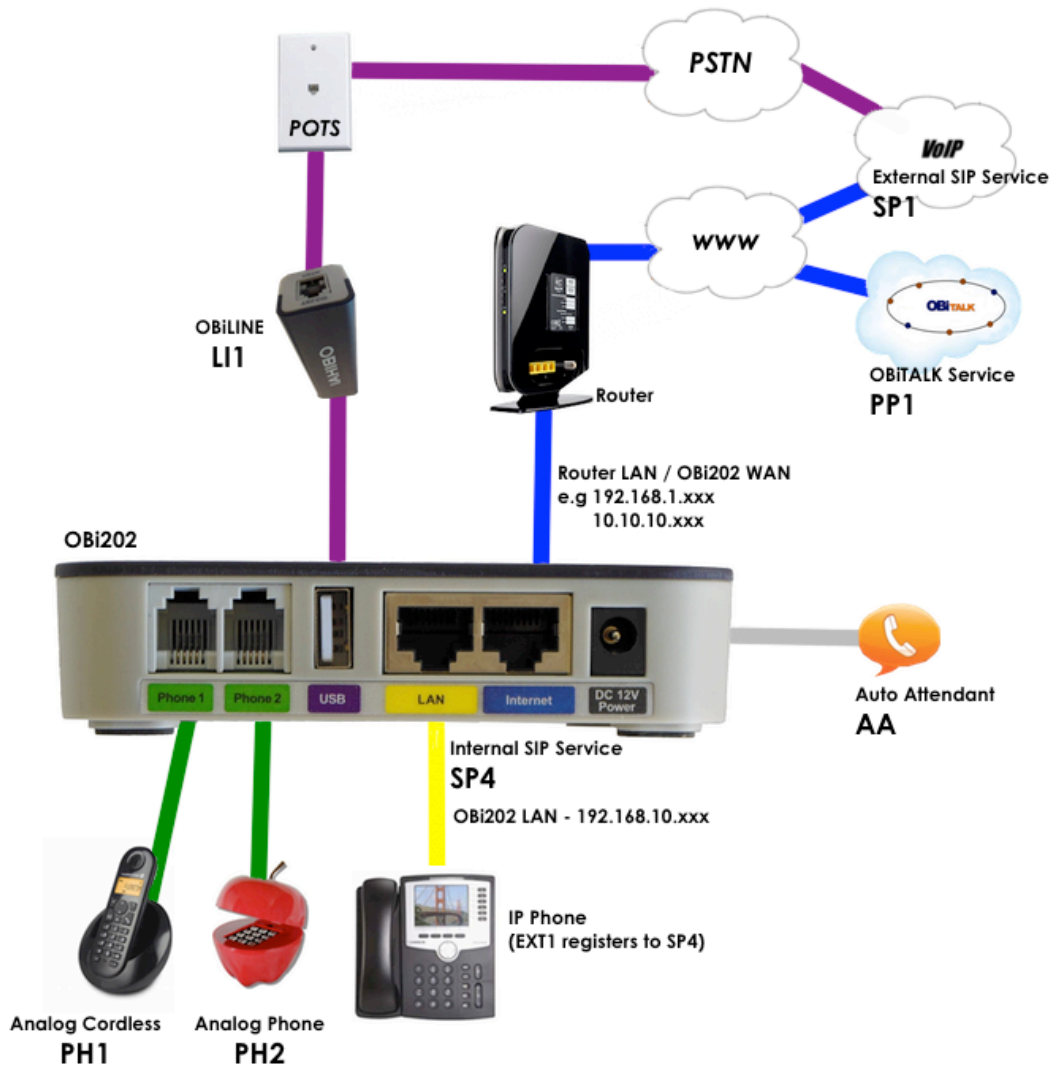 PSTN
POTS
VoIP
External SIP Service
SP1
WWW
OBiTALK
OBiTALK Service
PP1
OBiLINE
LI1
OBIHAI
Router
Router LAN / OBi202 WAN
e.g 192.168.1.xxx
10.10.10.xxx
OBi202
Phone 1
Phone 2
USB
LAN
Internet
DC 12V
Power
Auto Attendant
AA
Internal SIP Service
SP4
OBi202 LAN - 192.168.10.xxx
IP Phone
(EXT1 registers to SP4)
Analog Cordless
PH1
Analog Phone
PH2